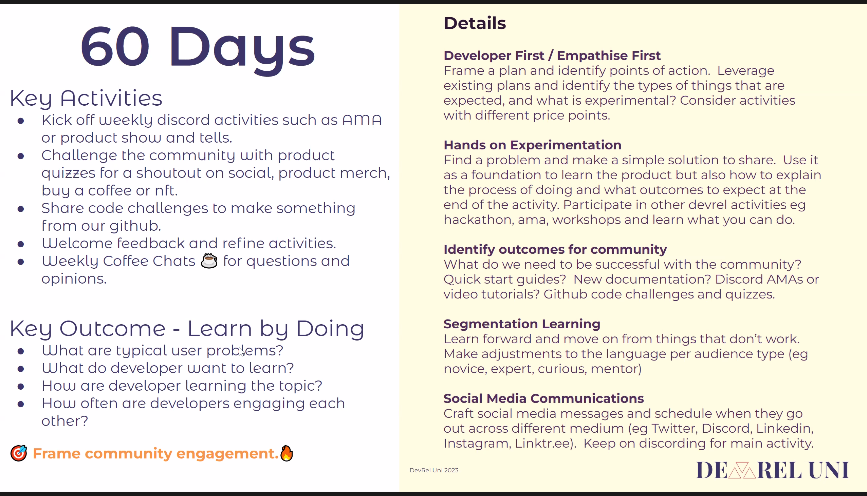 60 Days
Key Activities
● Kick off weekly discord activities such as AMA
or product show and tells.
● Challenge the community with product
quizzes for a shoutout on social, product merch,
buy a coffee or nft.
● Share code challenges to make something
from our github.
● Welcome feedback and refine activities.
● Weekly Coffee Chats ☕ for questions and
opinions.
Key Outcome - Learn by Doing
● What are typical user problems?
● What do developer want to learn?
● How are developer learning the topic?
● How often are developers engaging each
other?
🎯 Frame community engagement.🔥
Details
Developer First / Empathise First
Frame a plan and identify points of action. Leverage
existing plans and identify the types of things that are
expected, and what is experimental? Consider activities
with different price points.
Hands on Experimentation
Find a problem and make a simple solution to share. Use it
as a foundation to learn the product but also how to explain
the process of doing and what outcomes to expect at the
end of the activity. Participate in other devrel activities eg
hackathon, ama, workshops and learn what you can do.
Identify outcomes for community
What do we need to be successful with the community?
Quick start guides? New documentation? Discord AMAs or
video tutorials? Github code challenges and quizzes.
Segmentation Learning
Learn forward and move on from things that don't work.
Make adjustments to the language per audience type (eg
novice, expert, curious, mentor)
Social Media Communications
Craft social media messages and schedule when they go
out across different medium (eg Twitter, Discord, Linkedin,
Instagram, Linktr.ee). Keep on discording for main activity.
DevRel Uni. 2023
DEVREL UNI